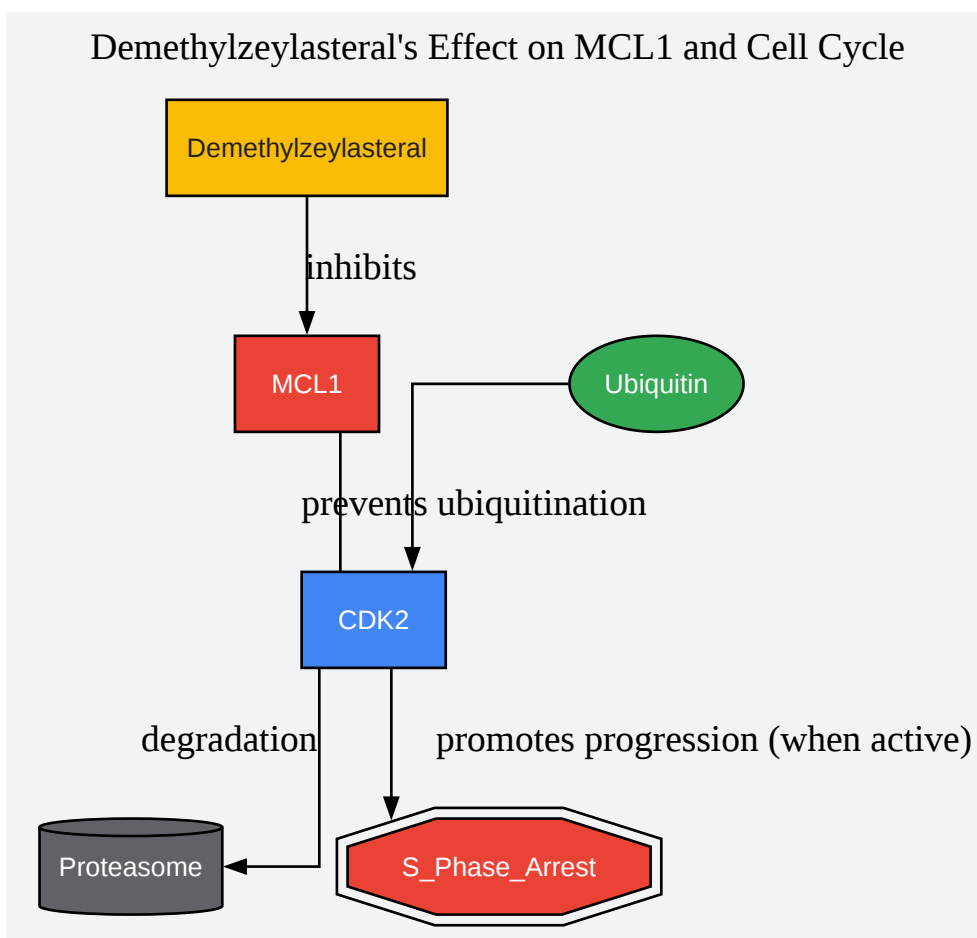 Demethylzeylasteral's Effect on MCL1 and Cell Cycle
Demethylzeylasteral
inhibits
MCL1
Ubiquitin
prevents ubiquitination
CDK2
degradation
promotes progression (when active)
Proteasome
S_Phase_Arrest